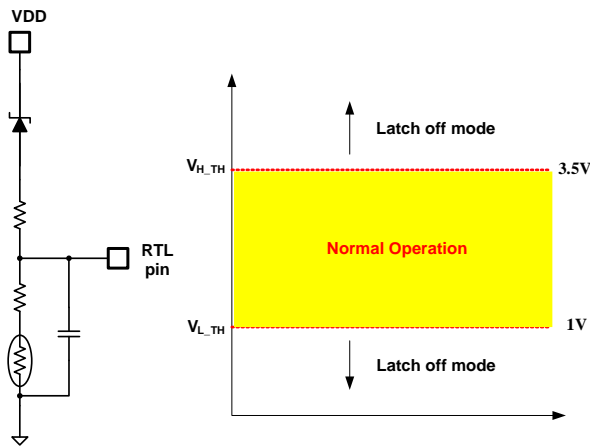 VDD
RTL
pin
Latch off mode
V_H_TH
3.5V
Normal Operation
V_L_TH
1V
Latch off mode